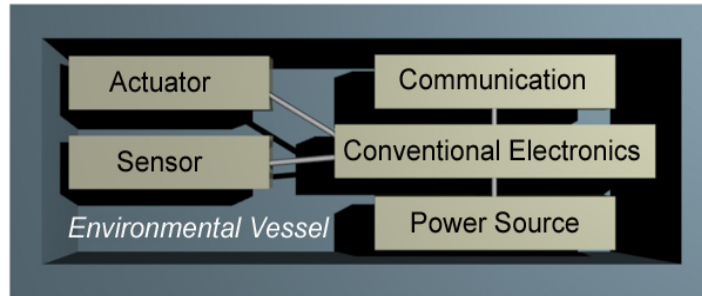 Actuator
Communication
Sensor
Conventional Electronics
Environmental Vessel
Power Source